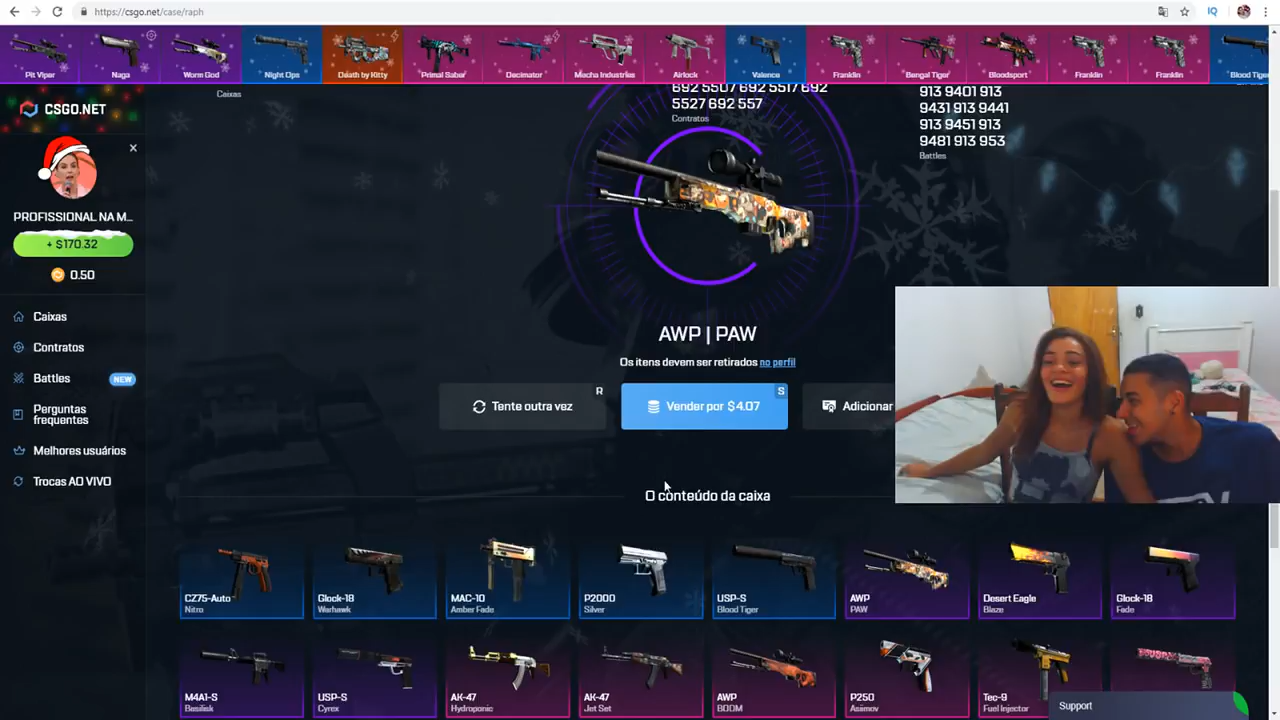 https://csgo.net/case/raph
IQ
Pit Viper
Naga
Worm God
Night Ops
Death by Kitty
Primal Saber
Decimator
Mecha Industries
Airlock
Valence
Franklin
Bengal Tiger
Bloodsport
Franklin
Franklin
Blood Tige
CSGO.NET
Caixas
692 5507 692 5517 692
5527 692 557
Contratos
913 9401 913
9431 913 9441
913 9451 913
9481 913 953
Battles
PROFISSIONAL NA M...
+ $170.32
0.50
Caixas
Contratos
Battles NEW
Perguntas
frequentes
Melhores usuários
Trocas AO VIVO
AWP | PAW
Os itens devem ser retirados no perfil
Tente outra vez R
Vender por $4.07 S
Adicionar
O conteúdo da caixa
CZ75-Auto
Nitro
Glock-18
Warhawk
MAC-10
Amber Fade
P2000
Silver
USP-S
Blood Tiger
AWP
PAW
Desert Eagle
Blaze
Glock-18
Fade
M4A1-S
Basilisk
USP-S
Cyrex
AK-47
Hydroponic
AK-47
Jet Set
AWP
BOOM
P250
Asiimov
Tec-9
Fuel Injector
Support